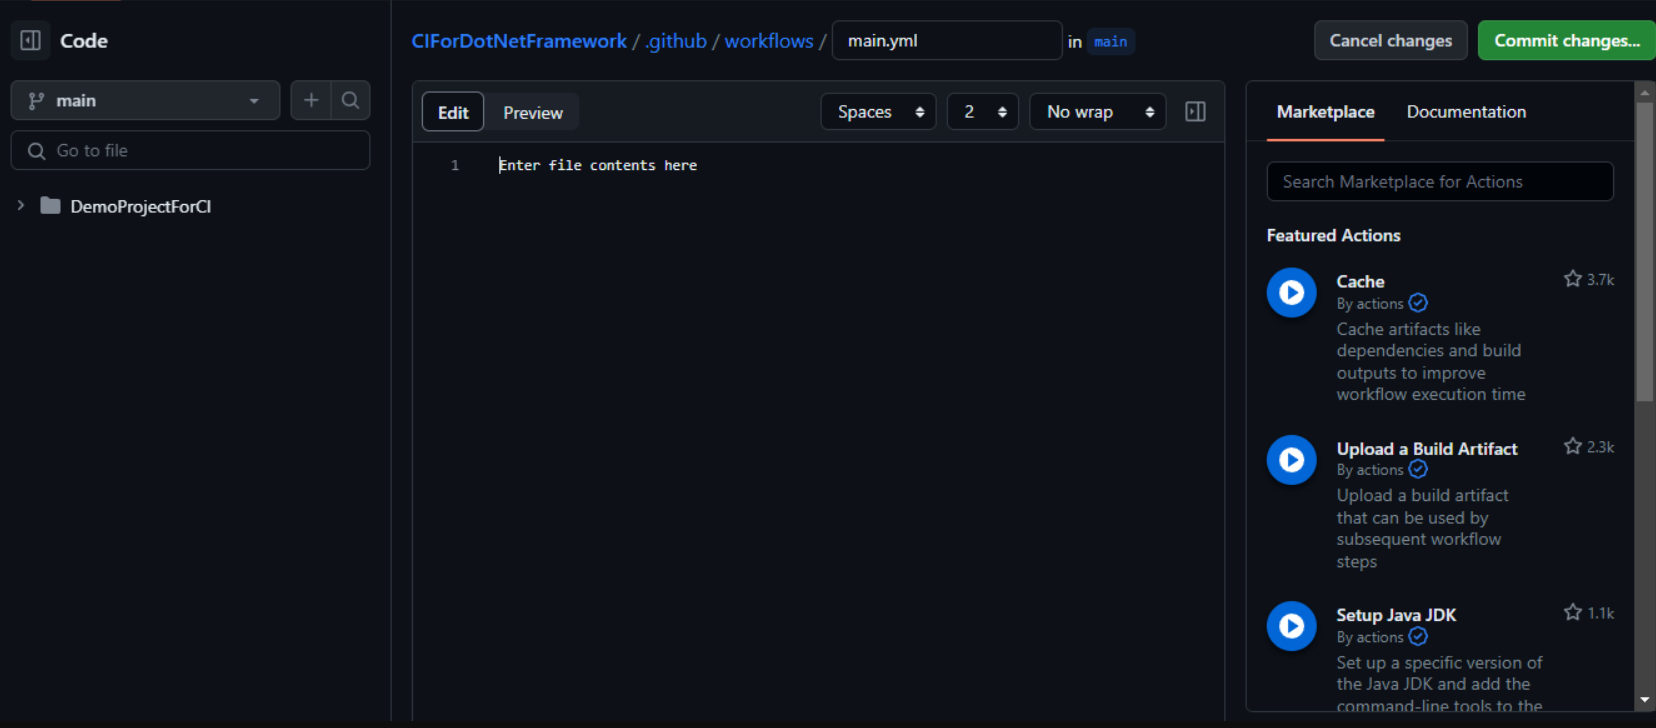 Code
CIForDotNetFramework / .github / workflows / main.yml in main
Cancel changes
Commit changes...
main
Go to file
DemoProjectForCI
Edit
Preview
Spaces
2
No wrap
1
Enter file contents here
Marketplace
Documentation
Search Marketplace for Actions
Featured Actions
Cache
3.7k
By actions
Cache artifacts like
dependencies and build
outputs to improve
workflow execution time
Upload a Build Artifact
2.3k
By actions
Upload a build artifact
that can be used by
subsequent workflow
steps
Setup Java JDK
1.1k
By actions
Set up a specific version of
the Java JDK and add the
command-line tools to the